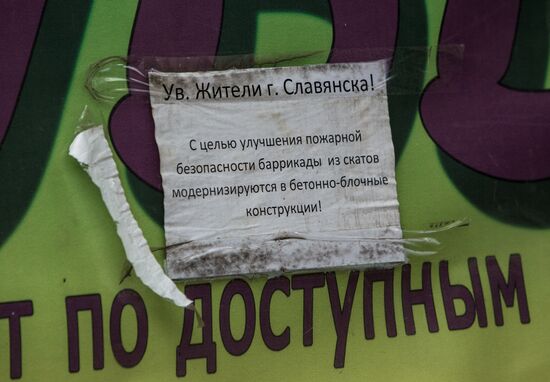 Ув. Жители г. Славянска!
С целью улучшения пожарной
безопасности баррикады из скатов
модернизируются в бетонно-блочные
конструкции!
т по доступным